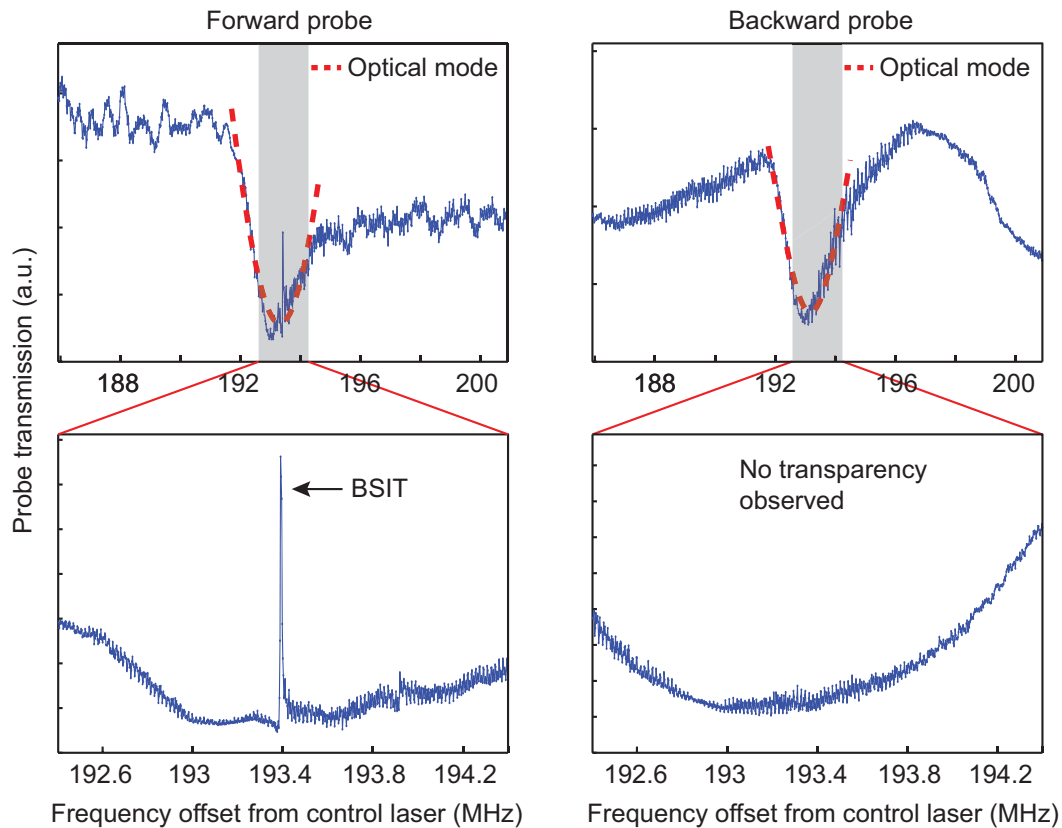 Forward probe
Backward probe
Optical mode
Optical mode
188
192
196
200
188
192
196
200
Probe transmission (a.u.)
BSIT
No transparency
observed
192.6
193
193.4
193.8
194.2
192.6
193
193.4
193.8
194.2
Frequency offset from control laser (MHz)
Frequency offset from control laser (MHz)